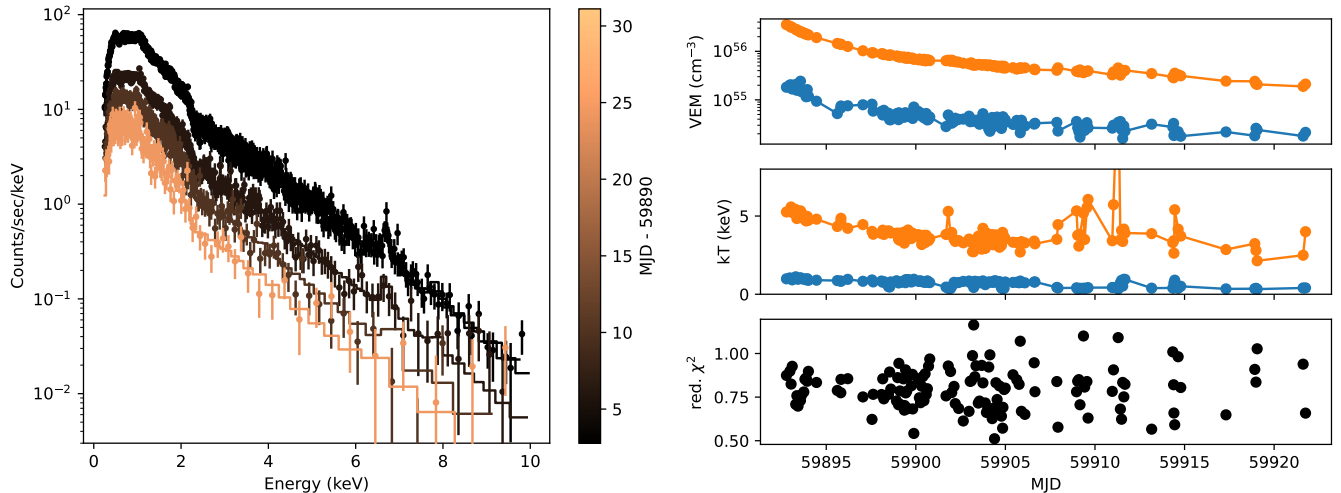 10²
10¹
10⁰
10⁻¹
10⁻²
Counts/sec/keV
0 2 4 6 8 10
Energy (keV)
30
25
20
15
10
5
MJD - 59890
10⁵⁶
10⁵⁵
VEM (cm⁻³)
5
0
kT (keV)
1.00
0.75
0.50
red. χ²
59895 59900 59905 59910 59915 59920
MJD